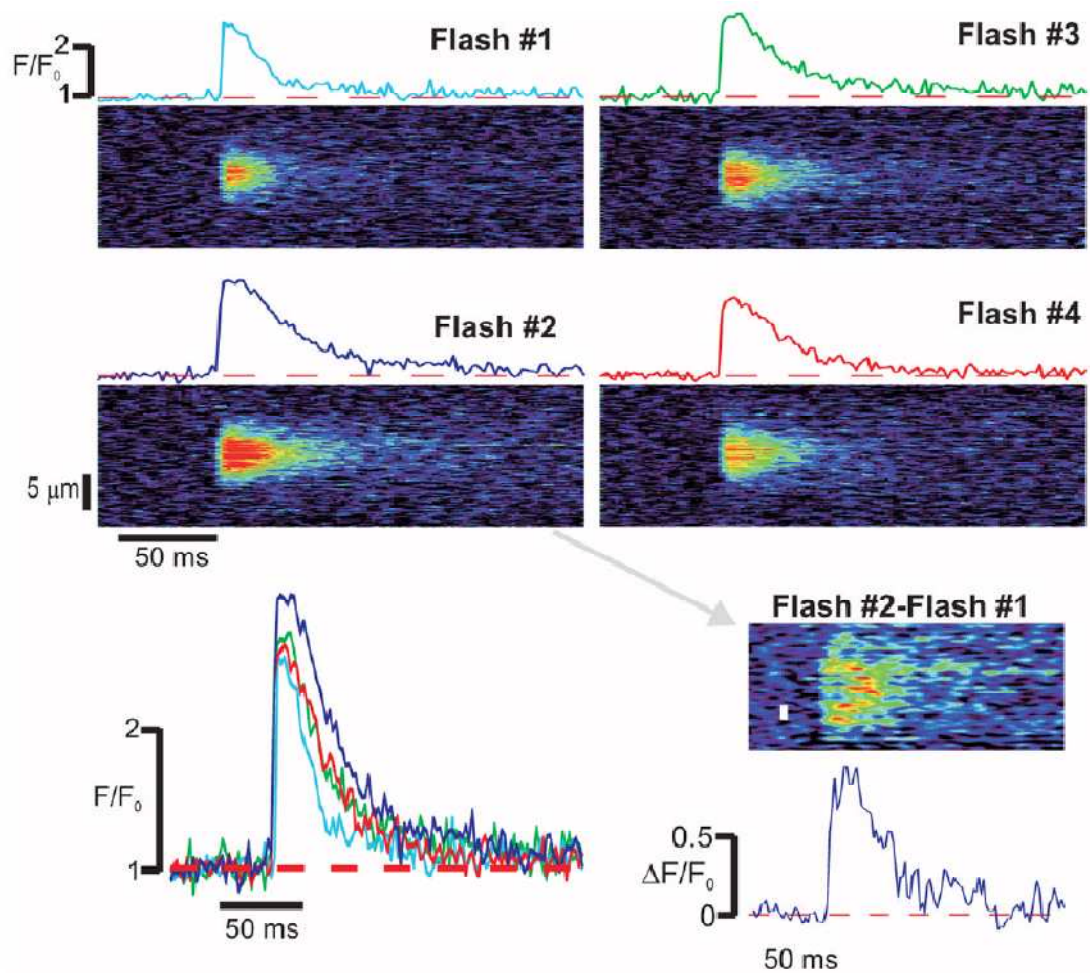 Flash #1
F/F₀
2
1
Flash #3
Flash #2
5 μm
50 ms
Flash #4
Flash #2-Flash #1
2
F/F₀
1
50 ms
0.5
ΔF/F₀
0
50 ms